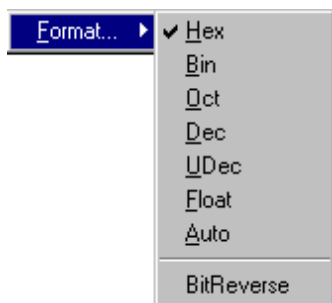 Format...
Hex
Bin
Oct
Dec
UDec
Float
Auto
BitReverse